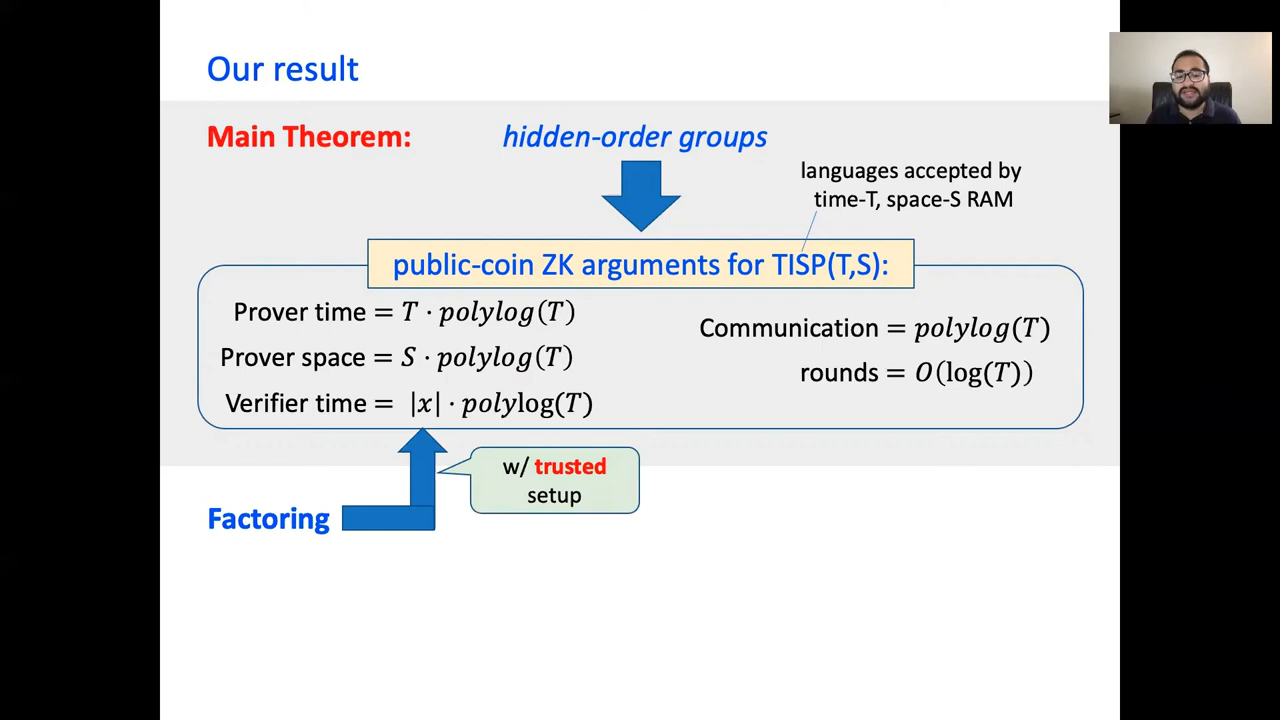 Our result
Main Theorem:
hidden-order groups
languages accepted by
time-T, space-S RAM
public-coin ZK arguments for TISP(T,S):
Prover time = T · polylog(T)
Prover space = S · polylog(T)
Verifier time = |x| · polylog(T)
Communication = polylog(T)
rounds = O(log(T))
w/ trusted
setup
Factoring